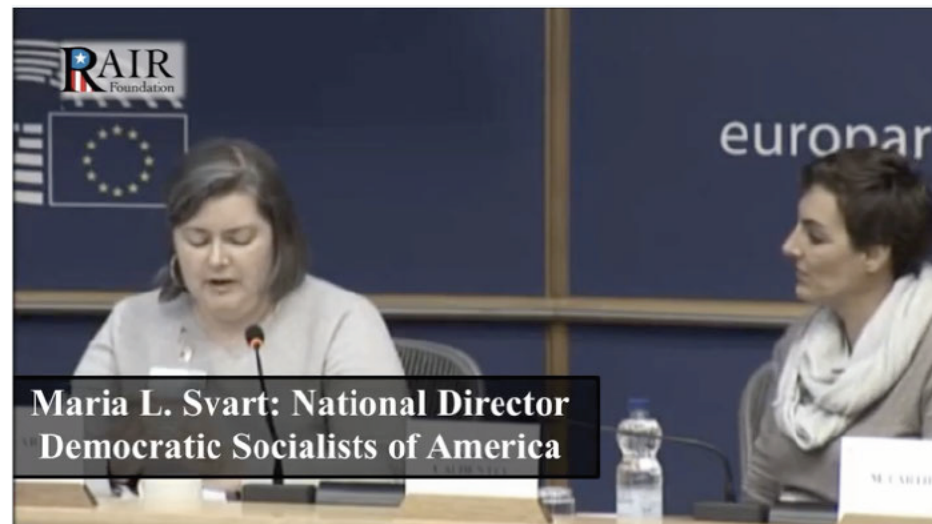 RAIR
Foundation
europar
Maria L. Svart: National Director
Democratic Socialists of America